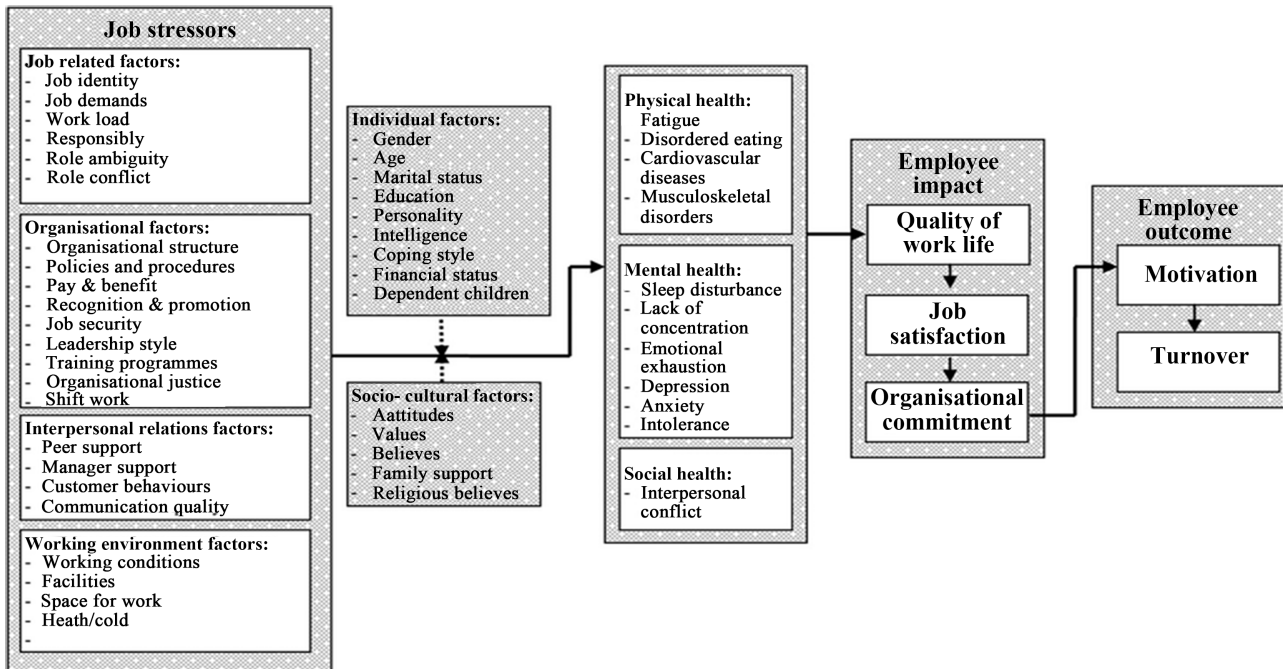 Job stressors
Job related factors:
- Job identity
- Job demands
- Work load
- Responsibly
- Role ambiguity
- Role conflict
Organisational factors:
- Organisational structure
- Policies and procedures
- Pay & benefit
- Recognition & promotion
- Job security
- Leadership style
- Training programmes
- Organisational justice
- Shift work
Interpersonal relations factors:
- Peer support
- Manager support
- Customer behaviours
- Communication quality
Working environment factors:
- Working conditions
- Facilities
- Space for work
- Heath/cold
-
Individual factors:
- Gender
- Age
- Marital status
- Education
- Personality
- Intelligence
- Coping style
- Financial status
- Dependent children
Socio- cultural factors:
- Aattitudes
- Values
- Believes
- Family support
- Religious believes
Physical health:
- Fatigue
- Disordered eating
- Cardiovascular
diseases
- Musculoskeletal
disorders
Mental health:
- Sleep disturbance
- Lack of
concentration
- Emotional
exhaustion
- Depression
- Anxiety
- Intolerance
Social health:
- Interpersonal
conflict
Employee
impact
Quality of
work life
Job
satisfaction
Organisational
commitment
Employee
outcome
Motivation
Turnover